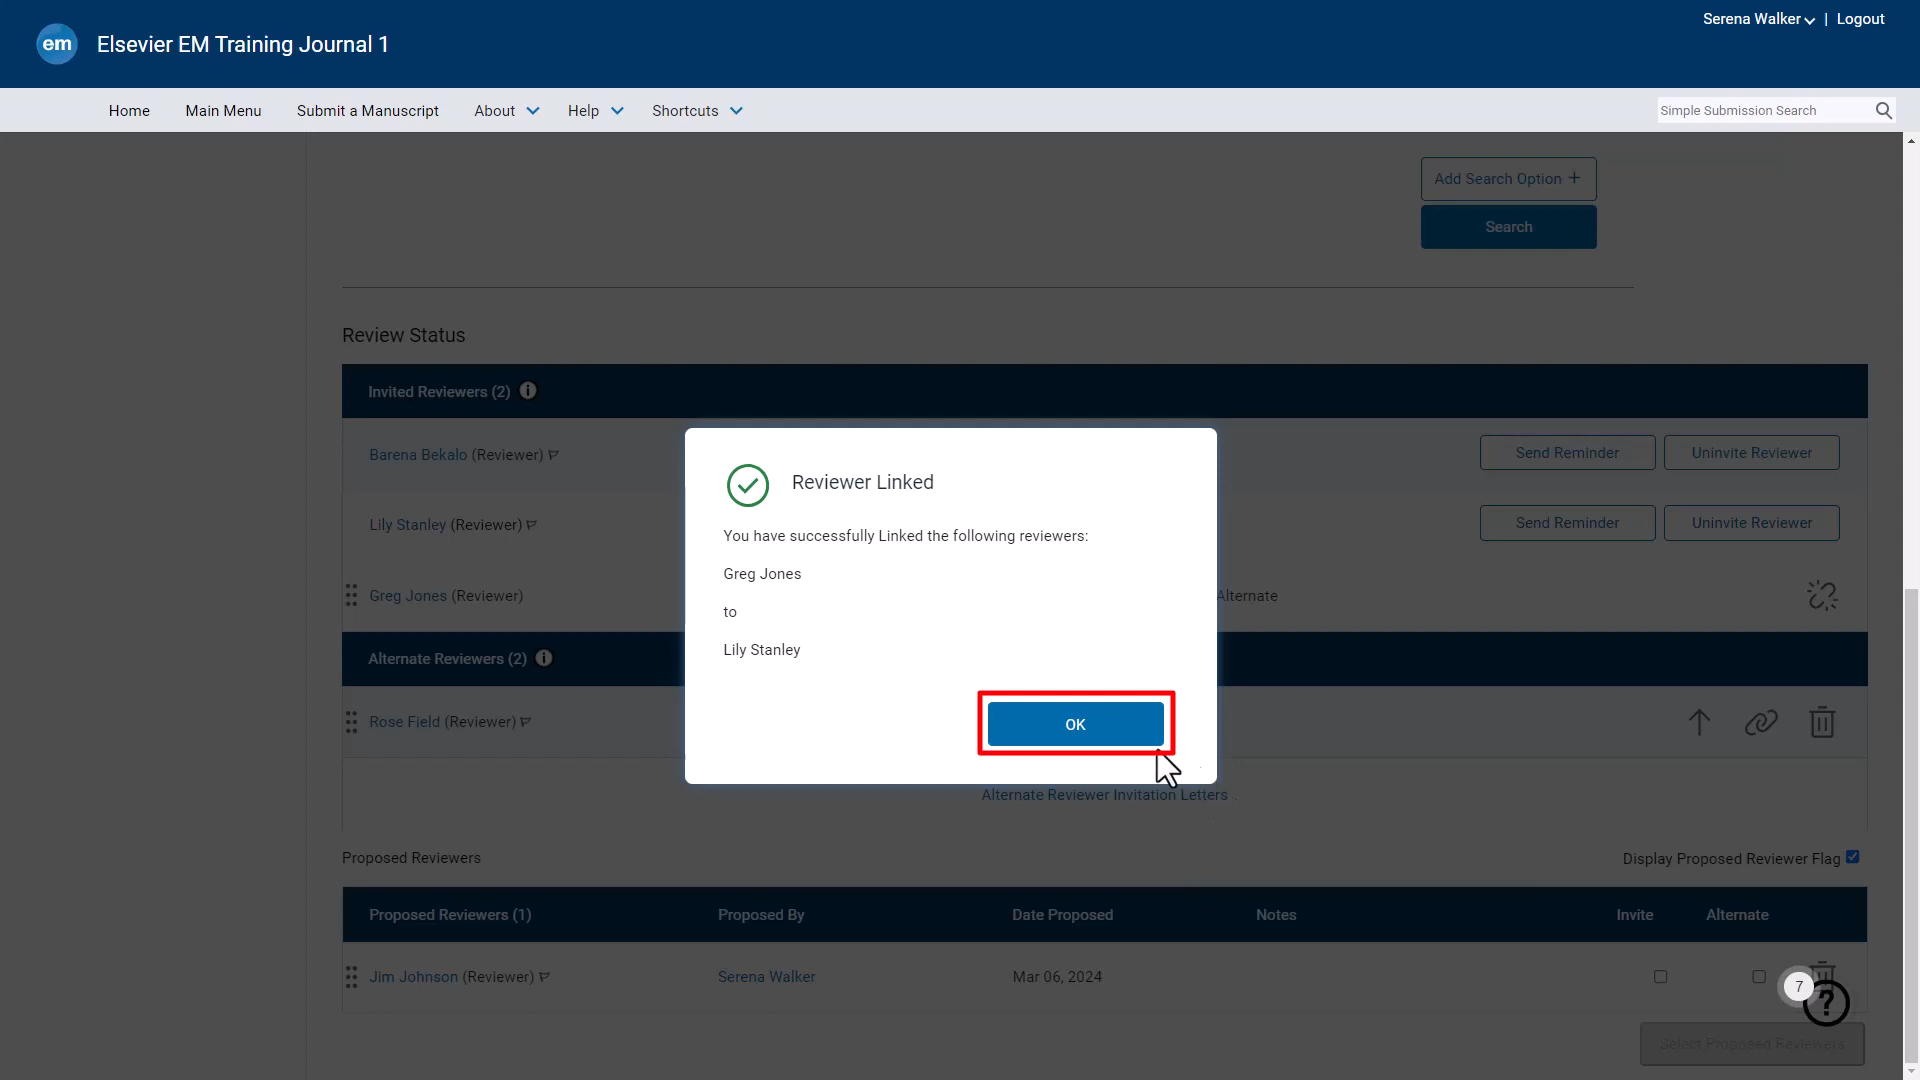 Serena Walker | Logout
em Elsevier EM Training Journal 1
Home Main Menu Submit a Manuscript About Help Shortcuts Simple Submission Search
Add Search Option +
Search
Review Status
Invited Reviewers (2) i
Barena Bekalo (Reviewer) Send Reminder Uninvite Reviewer
Reviewer Linked
Lily Stanley (Reviewer) Send Reminder Uninvite Reviewer
You have successfully Linked the following reviewers:
Greg Jones
to
Lily Stanley
Greg Jones (Reviewer) Alternate
Alternate Reviewers (2) i
Rose Field (Reviewer)
OK
Alternate Reviewer Invitation Letters
Proposed Reviewers Display Proposed Reviewer Flag
Proposed Reviewers (1) Proposed By Date Proposed Notes Invite Alternate
Jim Johnson (Reviewer) Serena Walker Mar 06, 2024
7
?
Select Proposed Reviewers